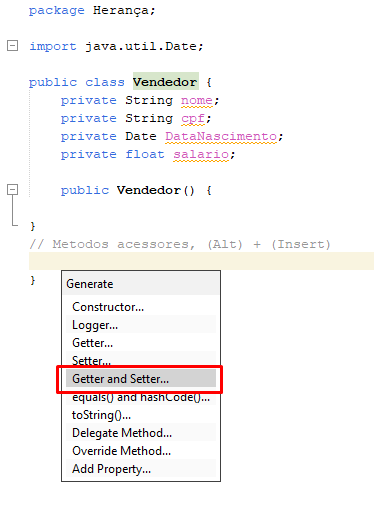 package Herança;
import java.util.Date;
public class Vendedor {
private String nome;
private String cpf;
private Date DataNascimento;
private float salario;
public Vendedor() {
}
// Metodos acessores, (Alt) + (Insert)
}
Generate
Constructor...
Logger...
Getter...
Setter...
Getter and Setter...
equals() and hashCode()...
toString()...
Delegate Method...
Override Method...
Add Property...